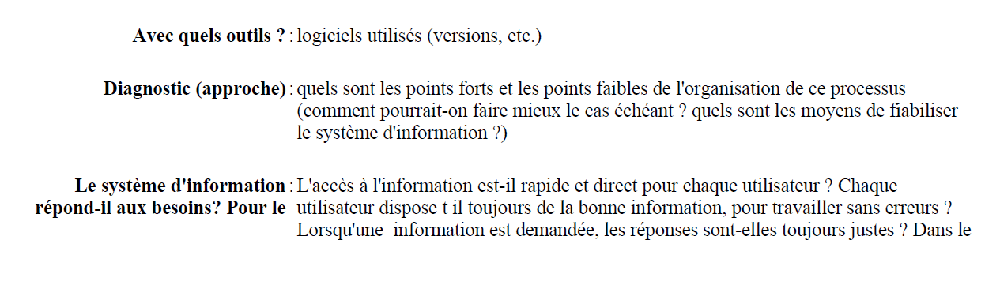 Avec quels outils ? : logiciels utilisés (versions, etc.)
Diagnostic (approche) : quels sont les points forts et les points faibles de l'organisation de ce processus
(comment pourrait-on faire mieux le cas échéant ? quels sont les moyens de fiabiliser
le système d'information ?)
Le système d'information : L'accès à l'information est-il rapide et direct pour chaque utilisateur ? Chaque
répond-il aux besoins? Pour le utilisateur dispose t il toujours de la bonne information, pour travailler sans erreurs ?
Lorsqu'une  information est demandée, les réponses sont-elles toujours justes ? Dans le